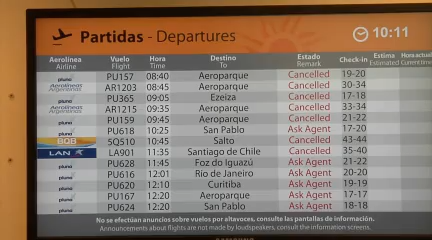 Partidas - Departures 10:11
Aerolínea Vuelo Hora Destino Estado Check-in Estima Hora actual
Airline Flight Time To Remark Estimated Current time
pluna PU157 08:40 Aeroparque Cancelled 19-20
Aerolíneas Argentinas AR1203 08:45 Aeroparque Cancelled 30-34
pluna PU365 09:05 Ezeiza Cancelled 17-18
Aerolíneas Argentinas AR1215 09:35 Aeroparque Cancelled 33-34
pluna PU159 09:45 Aeroparque Cancelled 21-22
pluna PU618 10:25 San Pablo Ask Agent 17-20
BQB 5Q510 10:45 Salto Cancelled 43-44
LAN LA901 11:35 Santiago de Chile Cancelled 35-40
pluna PU628 11:45 Foz do Iguazú Ask Agent 21-22
pluna PU616 12:01 Río de Janeiro Ask Agent 20-20
pluna PU620 12:10 Curitiba Ask Agent 19-19
pluna PU167 12:20 Aeroparque Ask Agent 17-17
pluna PU624 12:20 San Pablo Ask Agent 18-18
No se efectúan anuncios sobre vuelos por altavoces, consulte las pantallas de información.
Announcements about flights are not made by loudspeakers, consult the information screens.